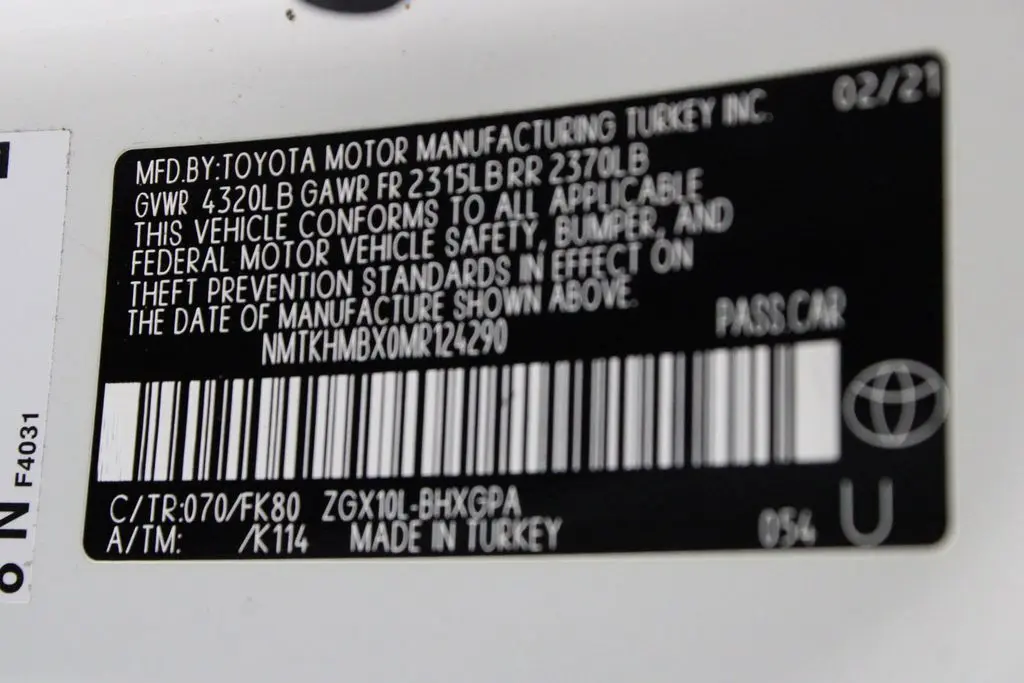 02/21
MFD.BY:TOYOTA MOTOR MANUFACTURING TURKEY INC.
GVWR 4320LB GAWR FR 2315LB RR 2370LB
THIS VEHICLE CONFORMS TO ALL APPLICABLE
FEDERAL MOTOR VEHICLE SAFETY, BUMPER, AND
THEFT PREVENTION STANDARDS IN EFFECT ON
THE DATE OF MANUFACTURE SHOWN ABOVE.
NMTKHMBX0MR124290 PASS.CAR
C/TR:070/FK80 ZGX10L-BHXGPA
A/TM: /K114 MADE IN TURKEY 054 U
F4031